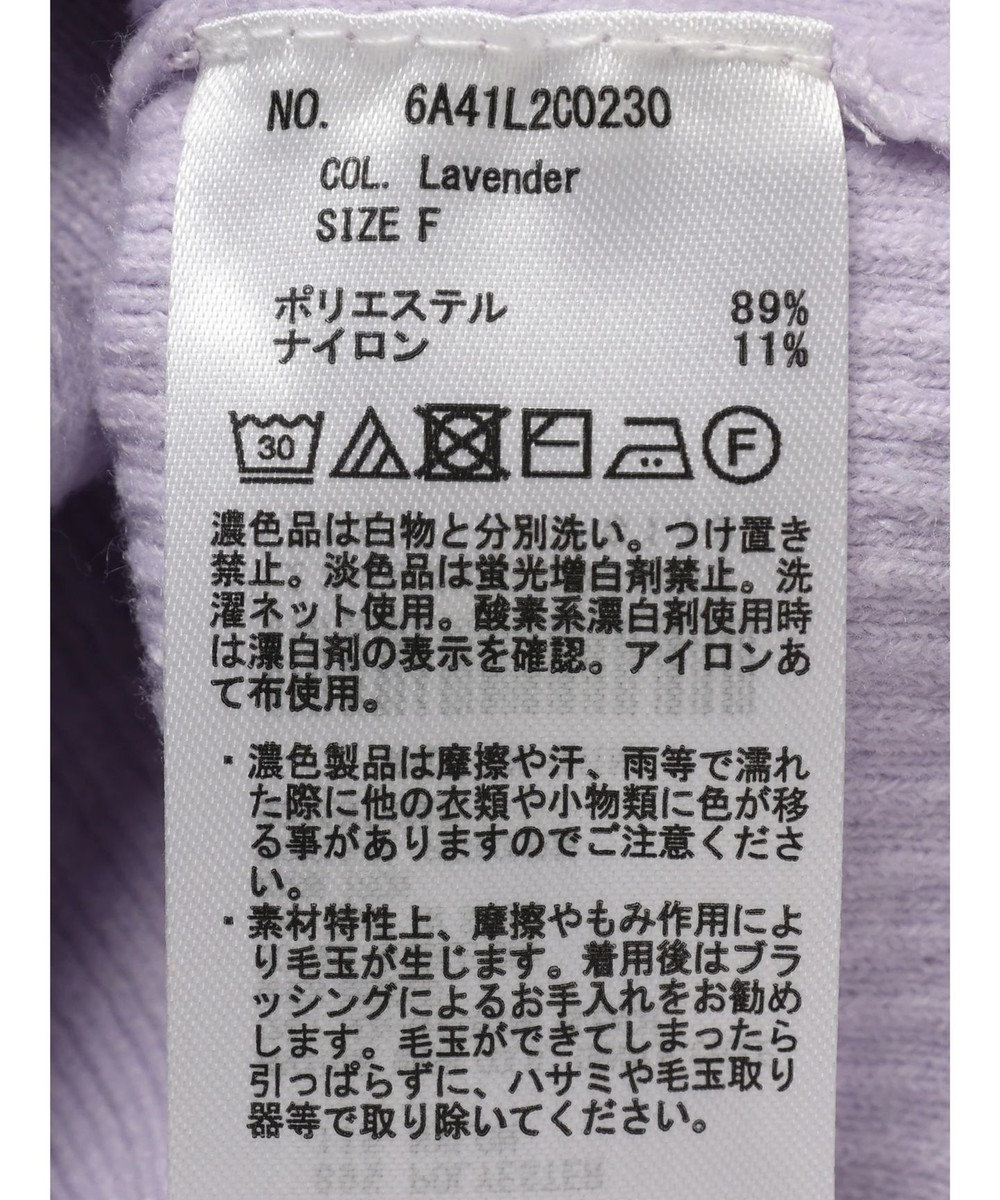 NO. 6A41L2C0230
COL. Lavender
SIZE F
ポリエステル 89%
ナイロン 11%
30 F
濃色品は白物と分別洗い。つけ置き
禁止。淡色品は蛍光増白剤禁止。洗
濯ネット使用。酸素系漂白剤使用時
は漂白剤の表示を確認。アイロンあ
て布使用。
・濃色製品は摩擦や汗、雨等で濡れ
た際に他の衣類や小物類に色が移
る事がありますのでご注意くださ
い。
・素材特性上、摩擦やもみ作用によ
り毛玉が生じます。着用後はブラ
ッシングによるお手入れをお勧め
します。毛玉ができてしまったら
引っぱらずに、ハサミや毛玉取り
器等で取り除いてください。